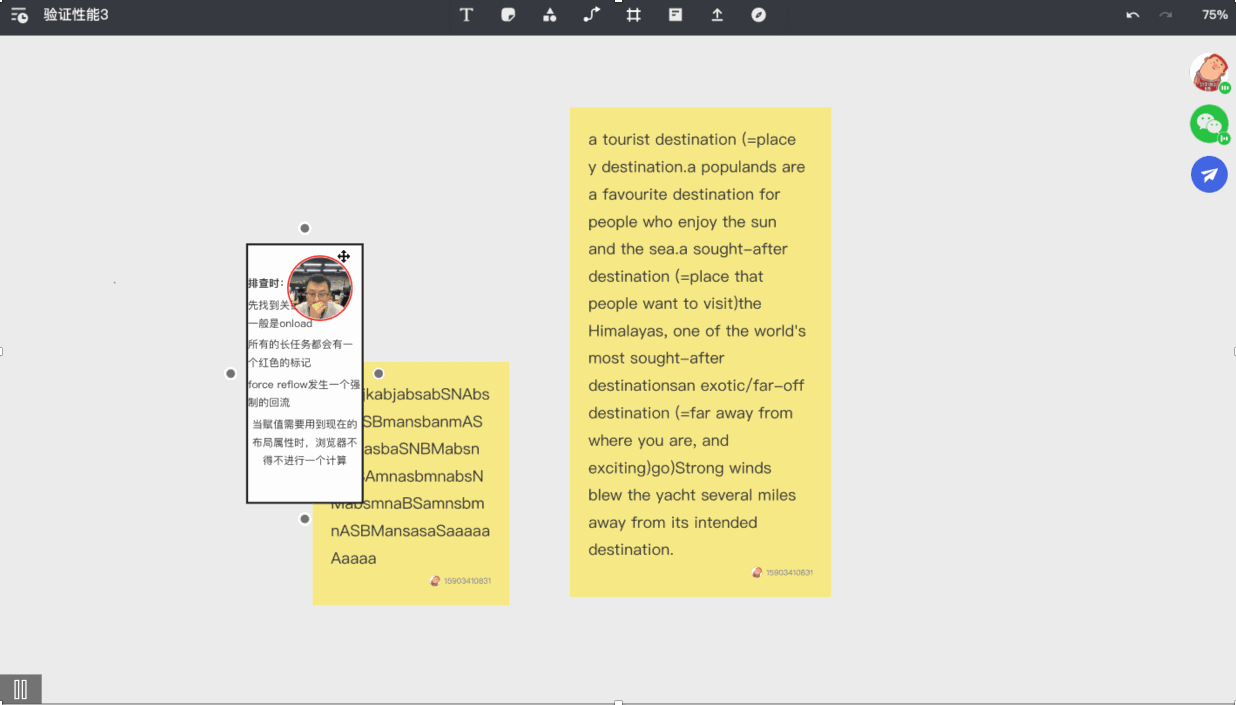 验证性能3
75%
a tourist destination (=place
y destination.a populands are
a favourite destination for
people who enjoy the sun
and the sea.a sought-after
destination (=place that
people want to visit)the
Himalayas, one of the world's
most sought-after
destinationsan exotic/far-off
destination (=far away from
where you are, and
exciting)go)Strong winds
blew the yacht several miles
away from its intended
destination.
15903410831
排查时：
先找到关
一般是onload
所有的长任务都会有一
个红色的标记
force reflow发生一个强
制的回流
当赋值需要用到现在的
布局属性时，浏览器不
得不进行一个计算
jkabjabsabSNAbs
SBmansbanmAS
asbaSNBMabsn
SAmnasbmnabsN
MabsmnaBSamnsbm
nASBMansasaSaaaaa
Aaaaa
15903410831